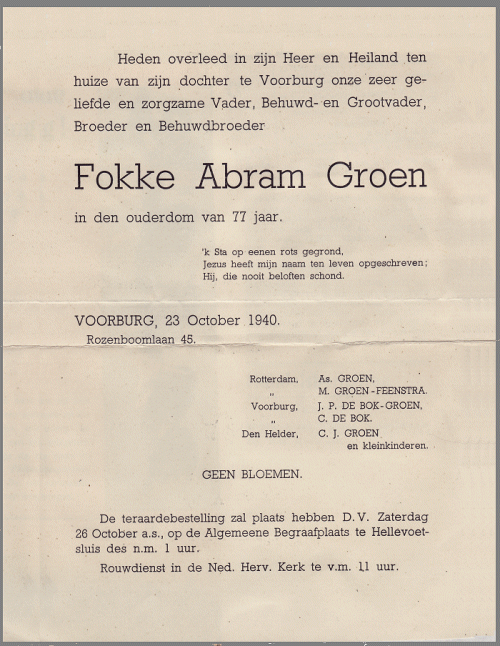 Heden overleed in zijn Heer en Heiland ten
huize van zijn dochter te Voorburg onze zeer ge-
liefde en zorgzame Vader, Behuwd- en Grootvader,
Broeder en Behuwdbroeder
Fokke Abram Groen
in den ouderdom van 77 jaar.
'k Sta op eenen rots gegrond,
Jezus heeft mijn naam ten leven opgeschreven;
Hij, die nooit beloften schond.
VOORBURG, 23 October 1940.
Rozenboomlaan 45.
Rotterdam, As. GROEN,
„ M. GROEN-FEENSTRA.
Voorburg, J. P. DE BOK-GROEN,
„ C. DE BOK.
Den Helder, C. J. GROEN
en kleinkinderen.
GEEN BLOEMEN.
De teraardebestelling zal plaats hebben D.V. Zaterdag
26 October a.s., op de Algemeene Begraafplaats te Hellevoet-
sluis des n.m. 1 uur.
Rouwdienst in de Ned. Herv. Kerk te v.m. 11 uur.